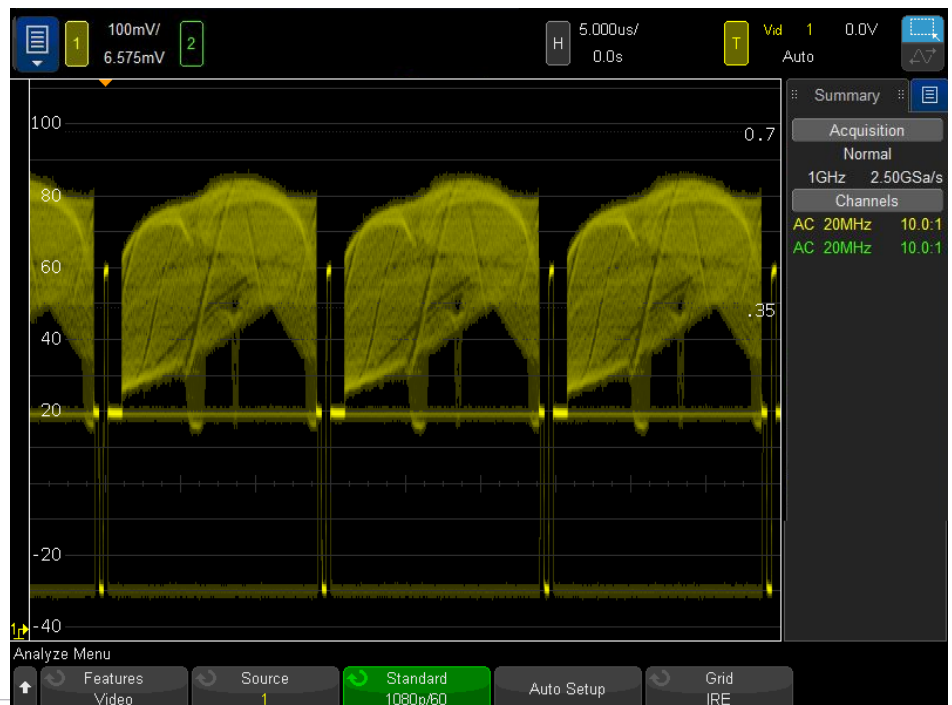 1 100mV/ 2 H 5.000us/ T Vid 1 0.0V
6.575mV 0.0s Auto
Summary
Acquisition
Normal
1GHz 2.50GSa/s
Channels
AC 20MHz 10.0:1
AC 20MHz 10.0:1
100
0.7
80
60
.35
40
20
-20
-40
1
Analyze Menu
Features Source Standard Auto Setup Grid
Video 1 1080p/60 IRE